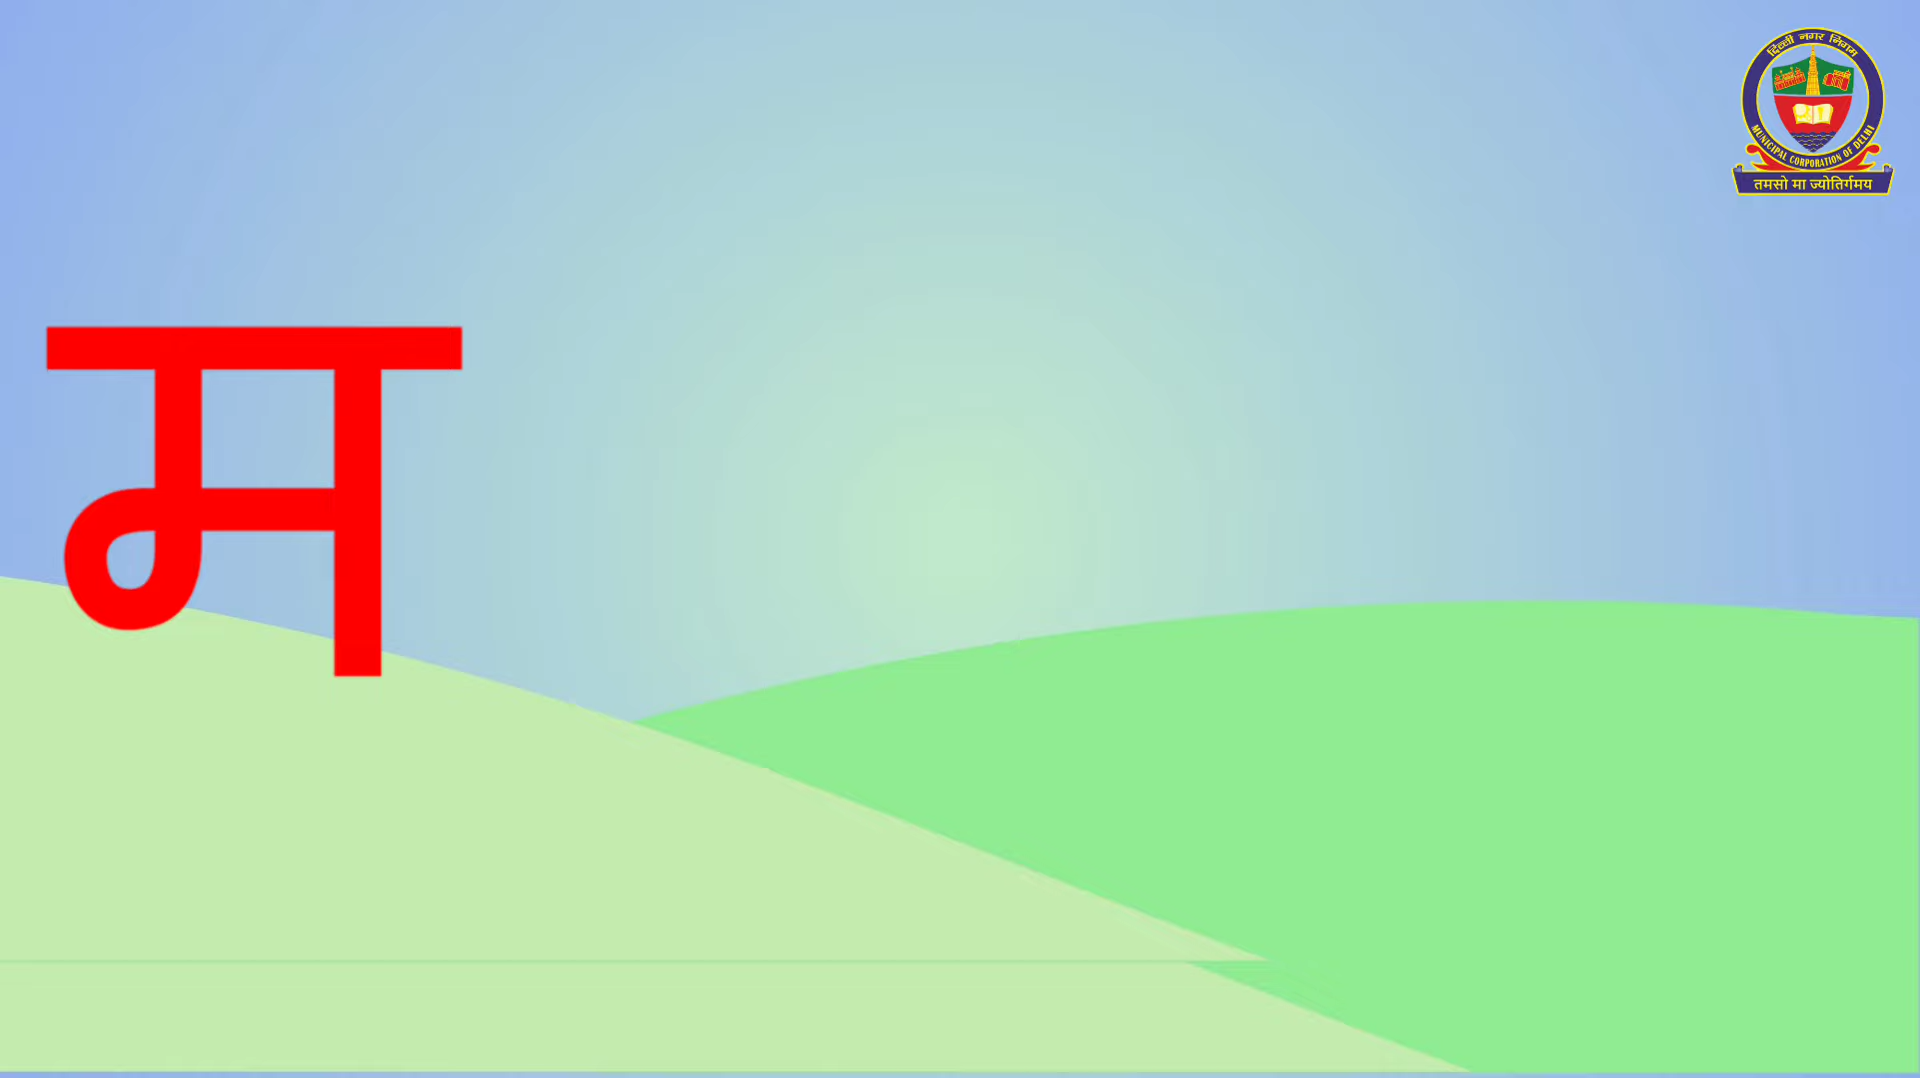 दिल्ली नगर निगम
MUNICIPAL CORPORATION OF DELHI
तमसो मा ज्योतिर्गमय
म